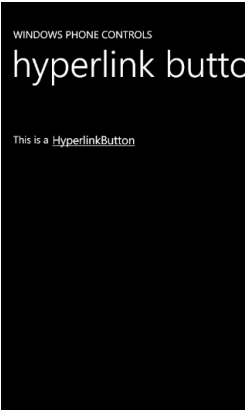 WINDOWS PHONE CONTROLS
hyperlink butto
This is a HyperlinkButton